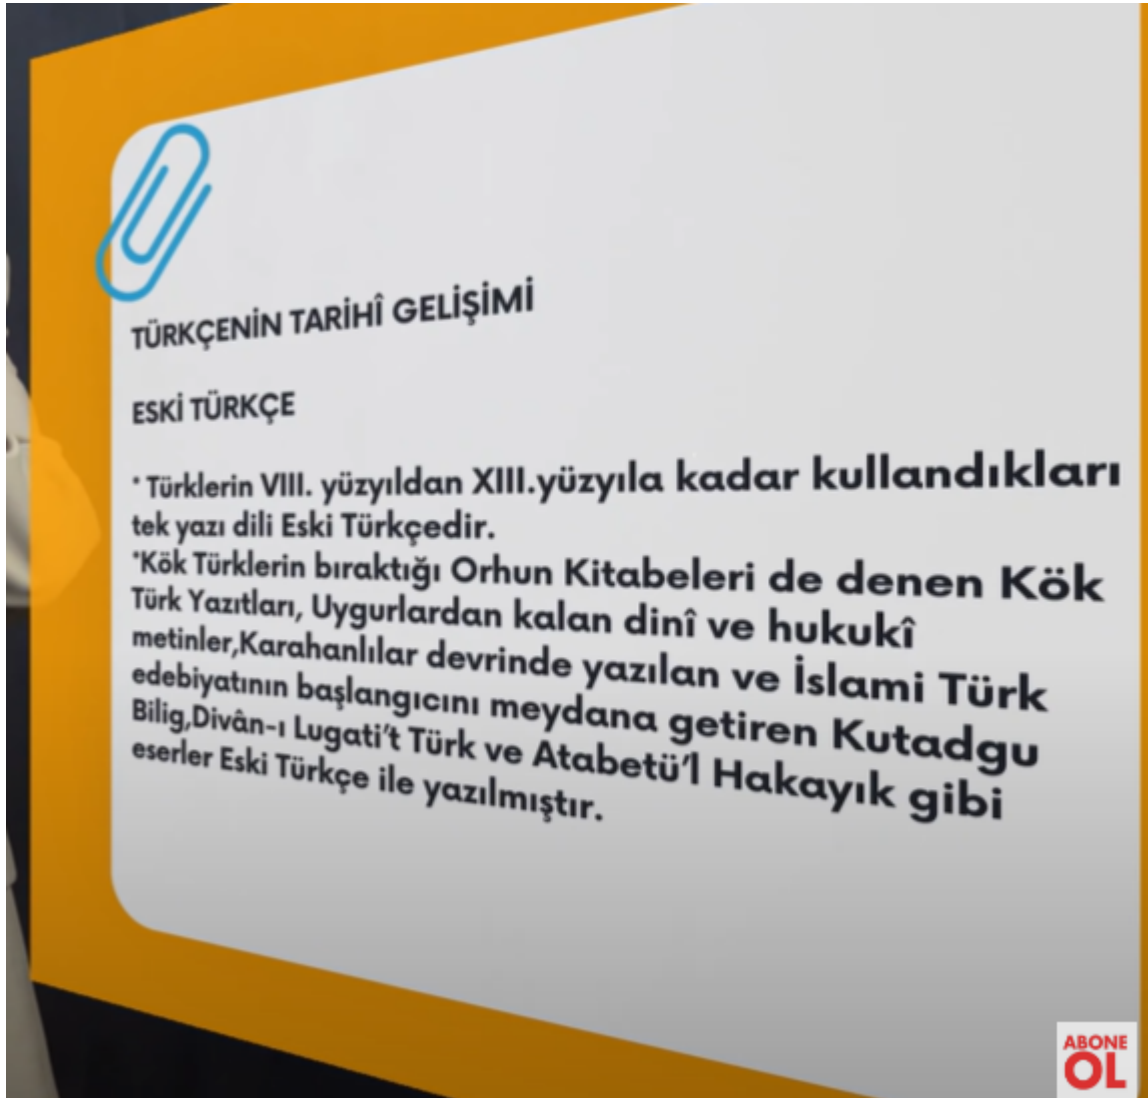 TÜRKÇENİN TARİHÎ GELİŞİMİ
ESKİ TÜRKÇE
* Türklerin VIII. yüzyıldan XIII.yüzyıla kadar kullandıkları
tek yazı dili Eski Türkçedir.
*Kök Türklerin bıraktığı Orhun Kitabeleri de denen Kök
Türk Yazıtları, Uygurlardan kalan dinî ve hukukî
metinler,Karahanlılar devrinde yazılan ve İslami Türk
edebiyatının başlangıcını meydana getiren Kutadgu
Bilig,Divân-ı Lugati't Türk ve Atabetü'l Hakayık gibi
eserler Eski Türkçe ile yazılmıştır.
ABONE
OL